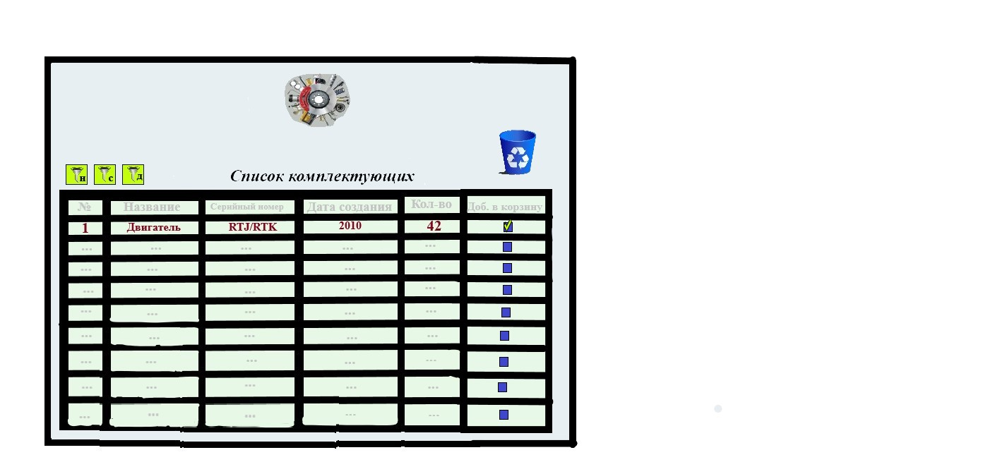 н с д
Список комплектующих
№ Название Серийный номер Дата создания Кол-во Доб. в корзину
1 Двигатель RTJ/RTK 2010 42
... ... ... ... ...
... ... ... ... ...
... ... ... ... ...
... ... ... ... ...
... ... ... ... ...
... ... ... ... ...
... ... ... ... ...
... ... ... ... ...